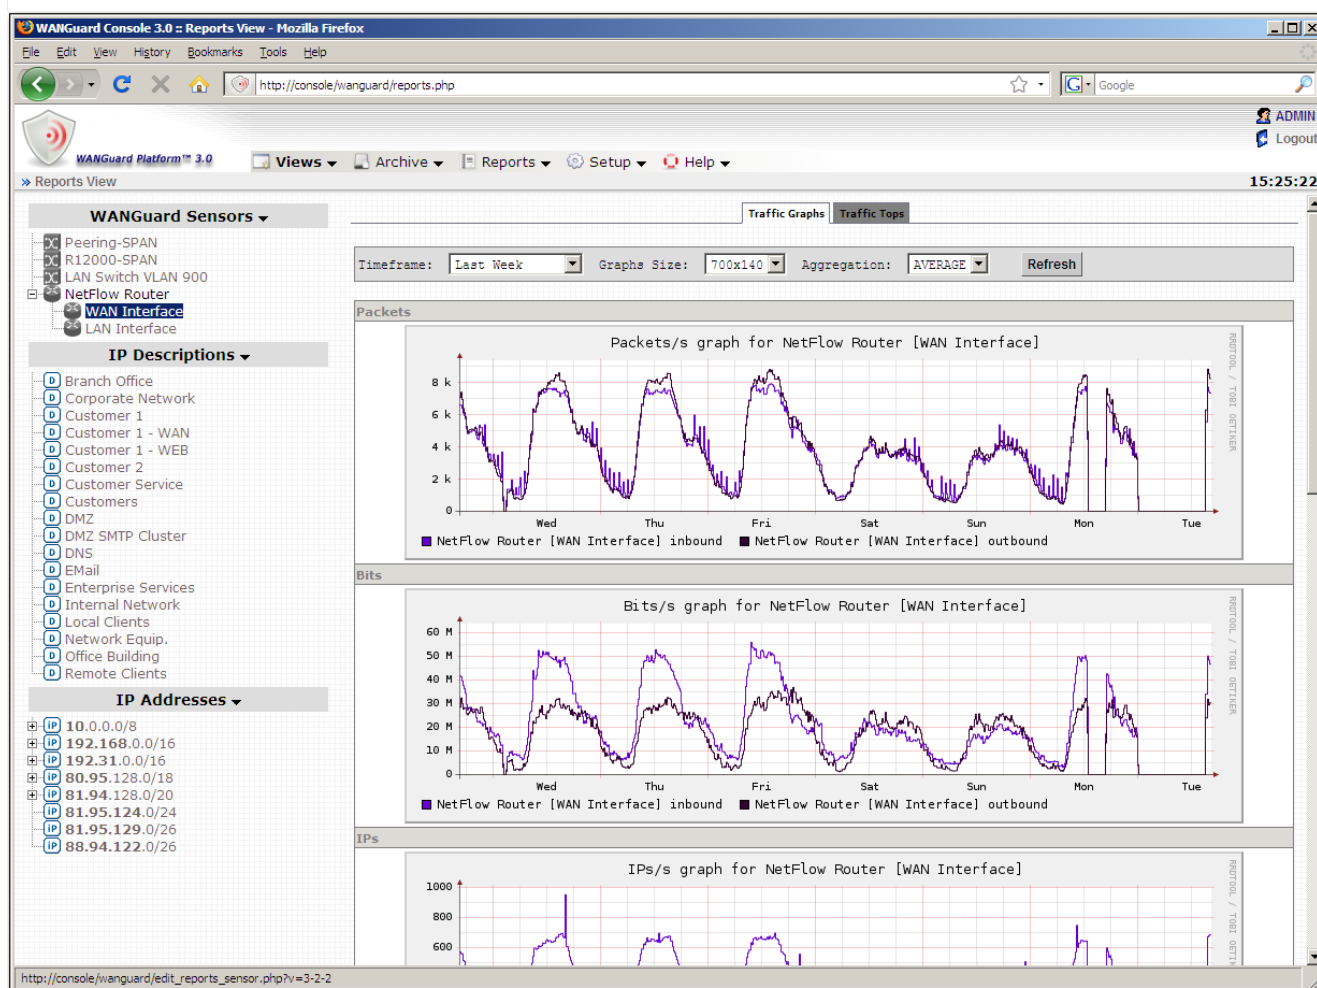 WANGuard Console 3.0 :: Reports View - Mozilla Firefox
File Edit View History Bookmarks Tools Help
http://console/wanguard/reports.php
Google
ADMIN
Logout
WANGuard Platform™ 3.0
Views Archive Reports Setup Help
» Reports View
15:25:22
WANGuard Sensors
Peering-SPAN
R12000-SPAN
LAN Switch VLAN 900
NetFlow Router
WAN Interface
LAN Interface
IP Descriptions
Branch Office
Corporate Network
Customer 1
Customer 1 - WAN
Customer 1 - WEB
Customer 2
Customer Service
Customers
DMZ
DMZ SMTP Cluster
DNS
EMail
Enterprise Services
Internal Network
Local Clients
Network Equip.
Office Building
Remote Clients
IP Addresses
10.0.0.0/8
192.168.0.0/16
192.31.0.0/16
80.95.128.0/18
81.94.128.0/20
81.95.124.0/24
81.95.129.0/26
88.94.122.0/26
Traffic Graphs Traffic Tops
Timeframe: Last Week Graphs Size: 700x140 Aggregation: AVERAGE Refresh
Packets
Packets/s graph for NetFlow Router [WAN Interface]
RRDTOOL / TOBI OETIKER
8 k
6 k
4 k
2 k
0
Wed Thu Fri Sat Sun Mon Tue
NetFlow Router [WAN Interface] inbound NetFlow Router [WAN Interface] outbound
Bits
Bits/s graph for NetFlow Router [WAN Interface]
RRDTOOL / TOBI OETIKER
60 M
50 M
40 M
30 M
20 M
10 M
0
Wed Thu Fri Sat Sun Mon Tue
NetFlow Router [WAN Interface] inbound NetFlow Router [WAN Interface] outbound
IPs
IPs/s graph for NetFlow Router [WAN Interface]
RRDTOOL / TOBI OETIK
1000
800
600
http://console/wanguard/edit_reports_sensor.php?v=3-2-2